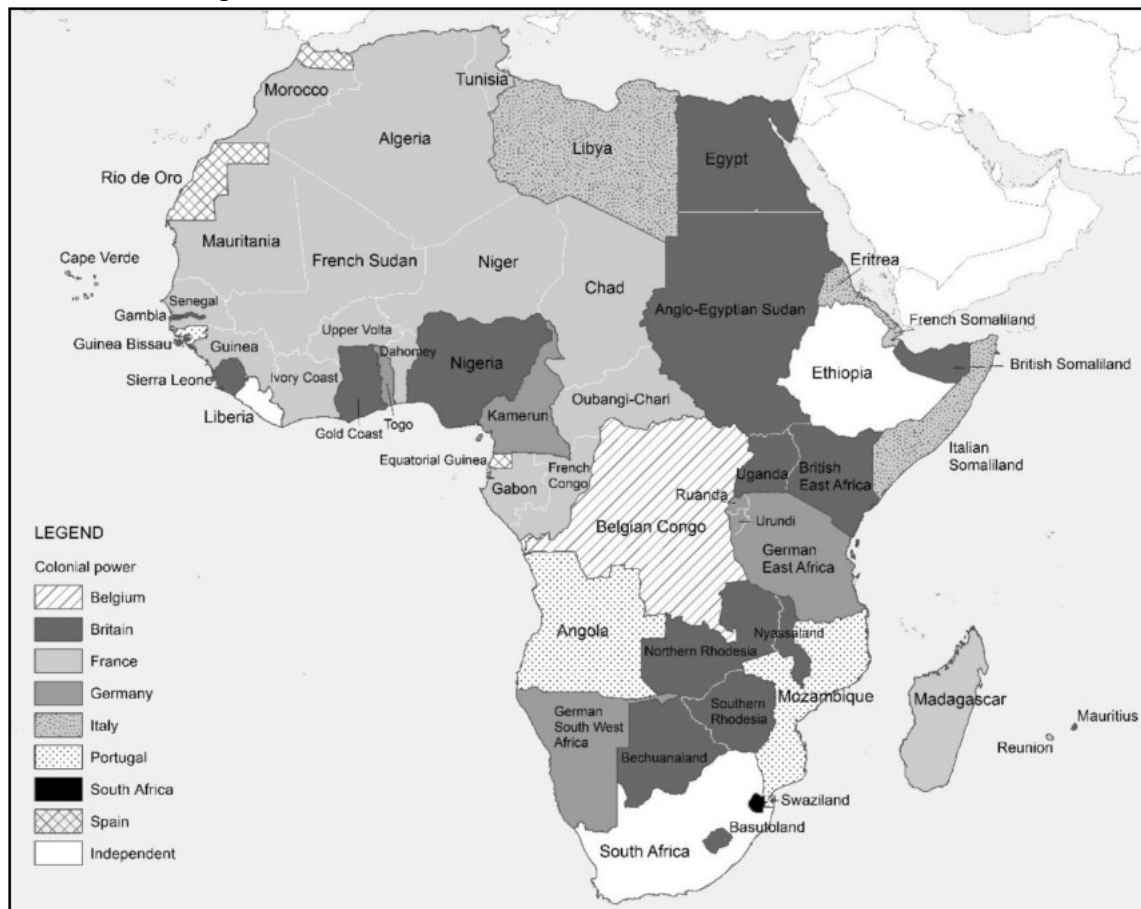 Morocco
Tunisia
Algeria
Libya
Egypt
Rio de Oro
Mauritania
French Sudan
Niger
Chad
Anglo-Egyptian Sudan
Eritrea
Cape Verde
Senegal
Gambia
Guinea Bissau
Guinea
Upper Volta
Dahomey
Nigeria
French Somaliland
British Somaliland
Sierra Leone
Ivory Coast
Liberia
Gold Coast
Togo
Kamerun
Oubangi-Chari
Ethiopia
Equatorial Guinea
Gabon
French
Congo
Uganda
British
East Africa
Italian
Somaliland
Ruanda
Urundi
Belgian Congo
German
East Africa
Angola
Northern Rhodesia
Nyassaland
Mozambique
Madagascar
Mauritius
Reunion
German
South West
Africa
Southern
Rhodesia
Bechuanaland
Swaziland
Basutoland
South Africa
LEGEND
Colonial power
Belgium
Britain
France
Germany
Italy
Portugal
South Africa
Spain
Independent